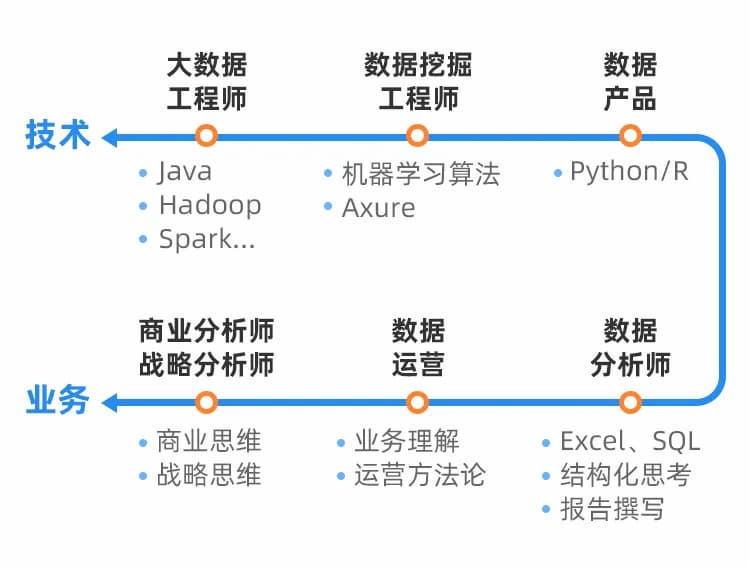 大数据
工程师
数据挖掘
工程师
数据
产品
技术
Java
Hadoop
Spark...
机器学习算法
Axure
Python/R
商业分析师
战略分析师
数据
运营
数据
分析师
业务
商业思维
战略思维
业务理解
运营方法论
Excel、SQL
结构化思考
报告撰写